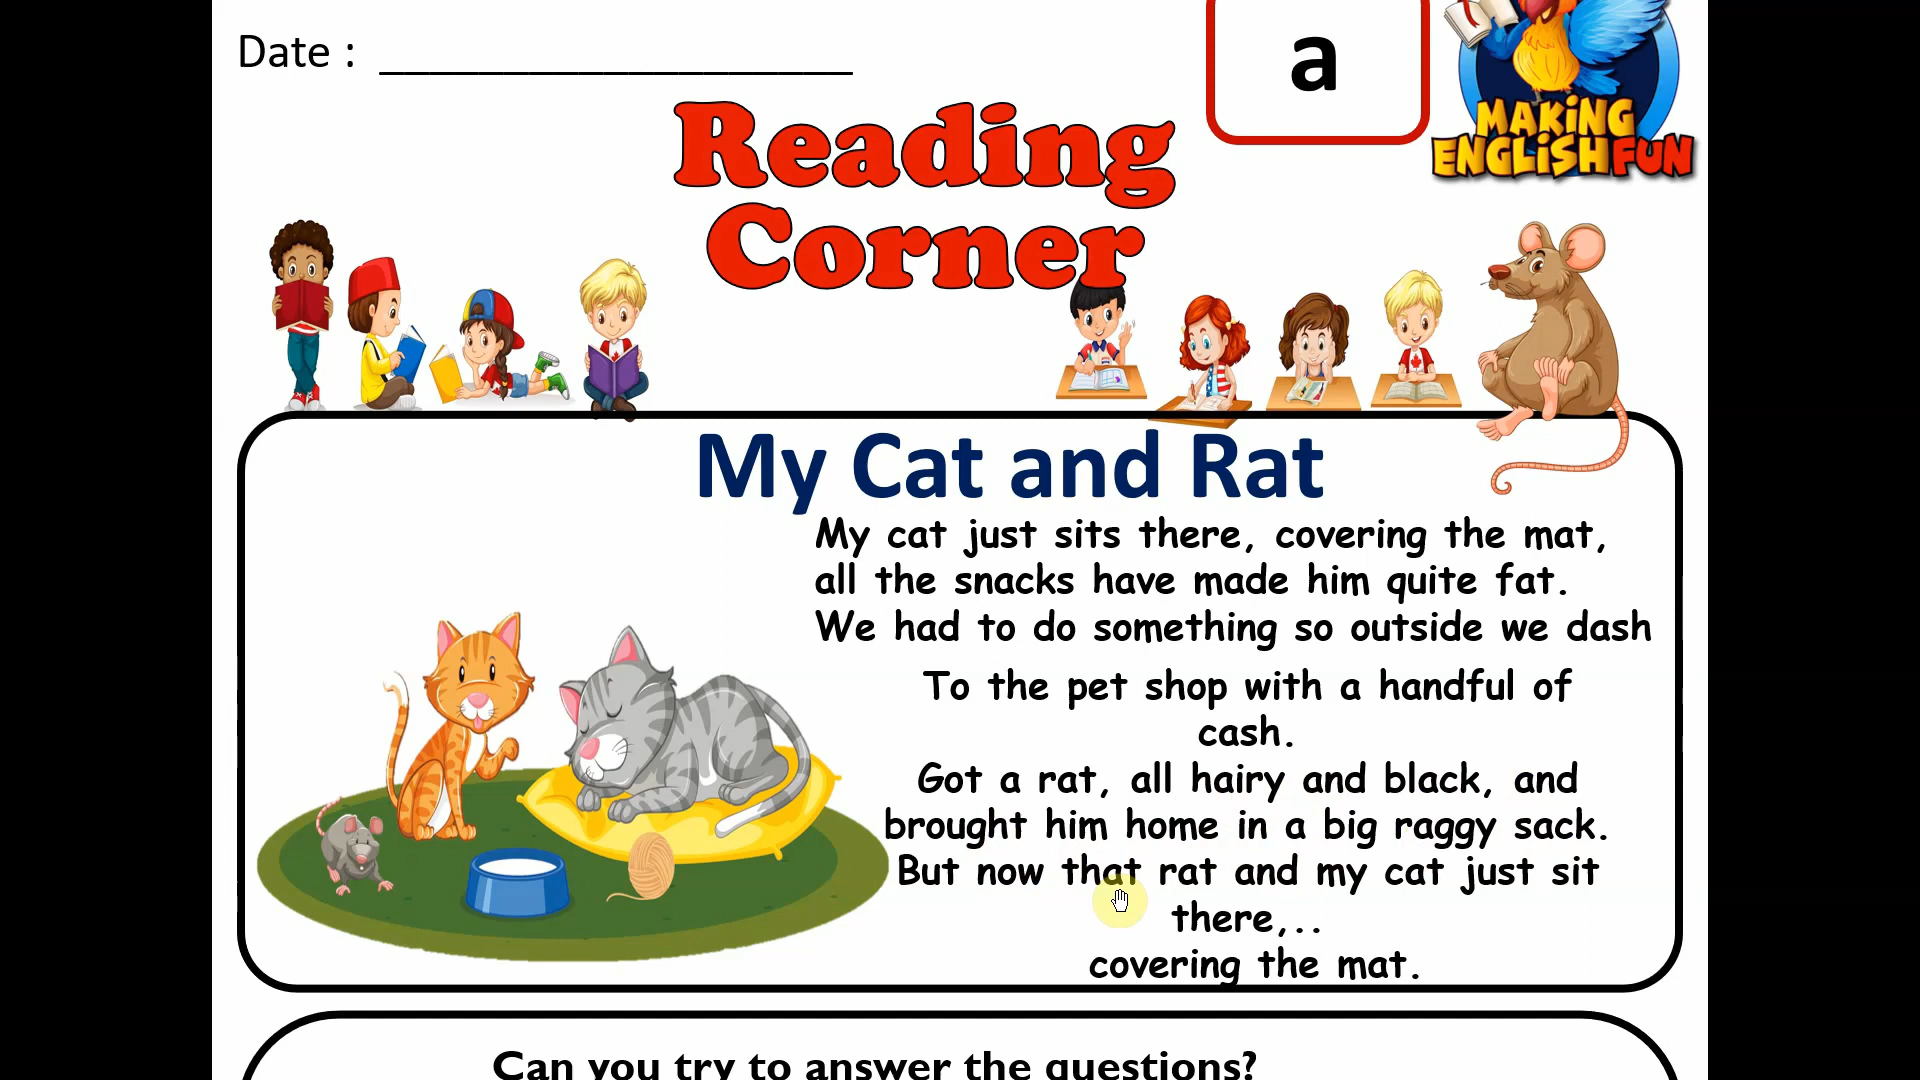 Date : ___________________
a
MAKING
ENGLISH FUN
Reading
Corner
My Cat and Rat
My cat just sits there, covering the mat,
all the snacks have made him quite fat.
We had to do something so outside we dash
To the pet shop with a handful of
cash.
Got a rat, all hairy and black, and
brought him home in a big raggy sack.
But now that rat and my cat just sit
there,..
covering the mat.
Can you try to answer the questions?